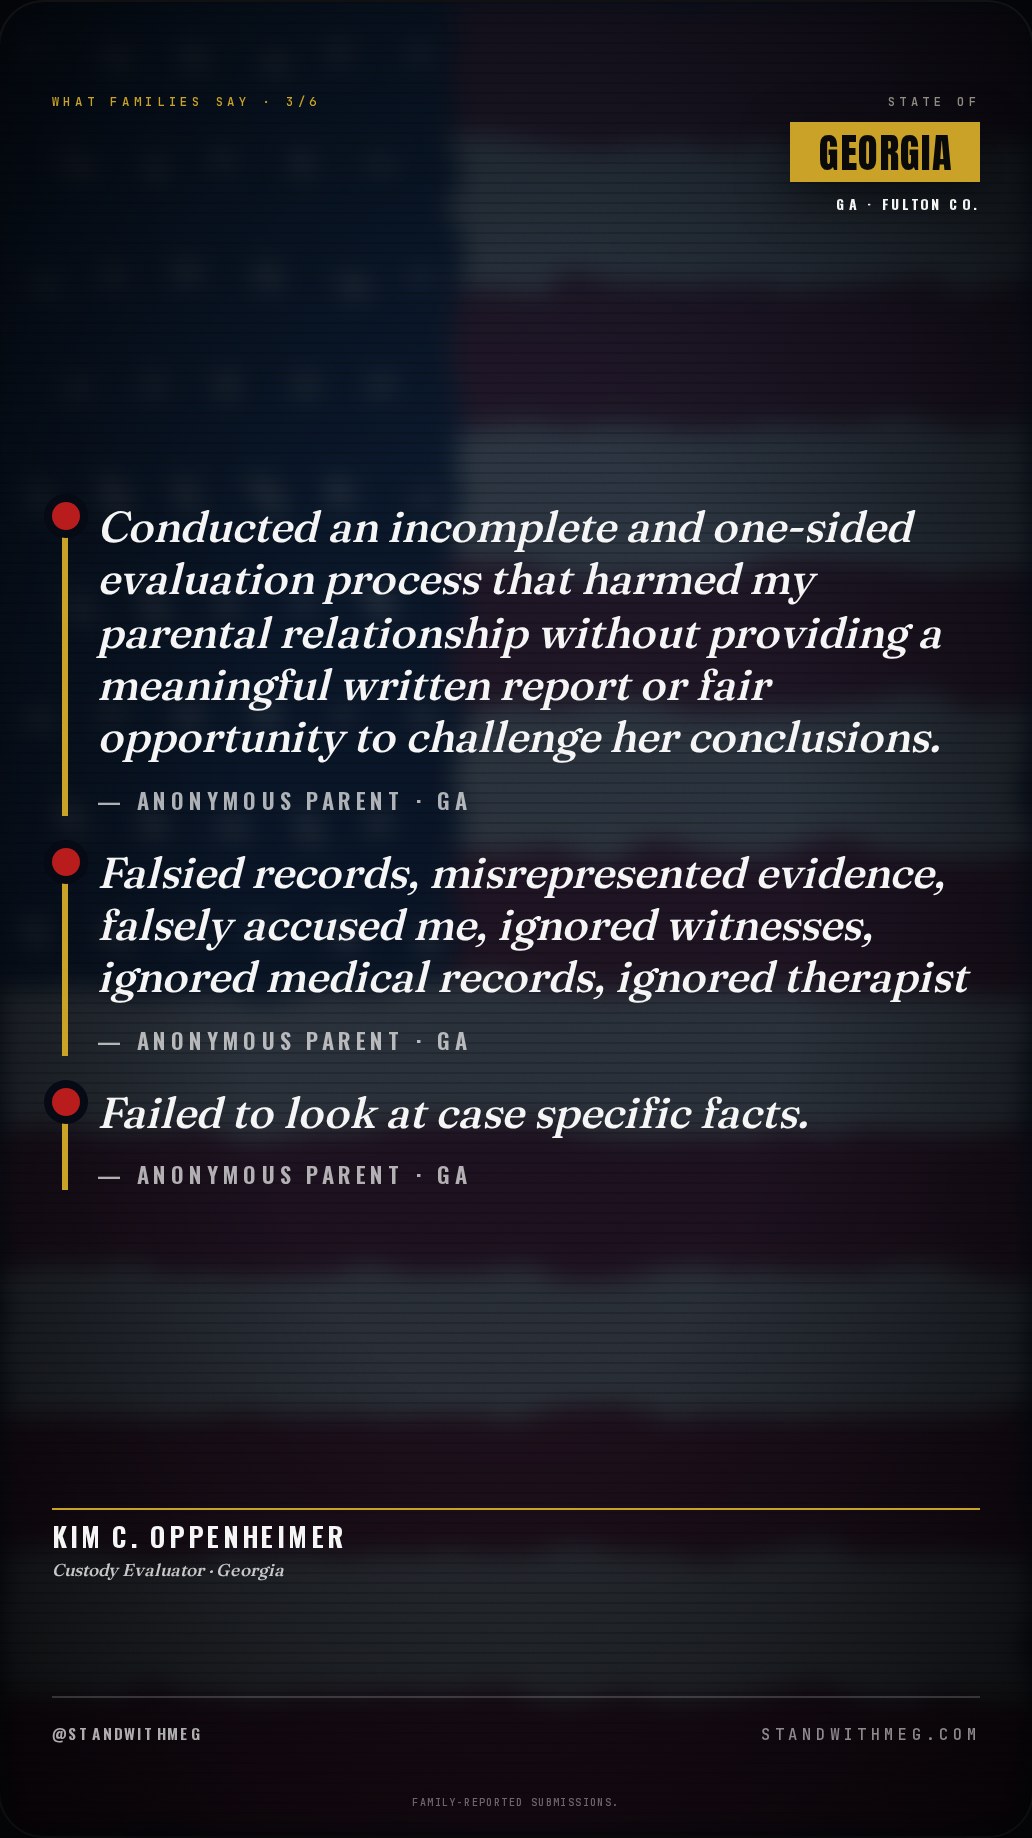 WHAT FAMILIES SAY · 3/6
STATE OF
GEORGIA
GA · FULTON CO.
Conducted an incomplete and one-sided
evaluation process that harmed my
parental relationship without providing a
meaningful written report or fair
opportunity to challenge her conclusions.
— ANONYMOUS PARENT · GA
Falsied records, misrepresented evidence,
falsely accused me, ignored witnesses,
ignored medical records, ignored therapist
— ANONYMOUS PARENT · GA
Failed to look at case specific facts.
— ANONYMOUS PARENT · GA
KIM C. OPPENHEIMER
Custody Evaluator · Georgia
@STANDWITHMEG
STANDWITHMEG.COM
FAMILY-REPORTED SUBMISSIONS.